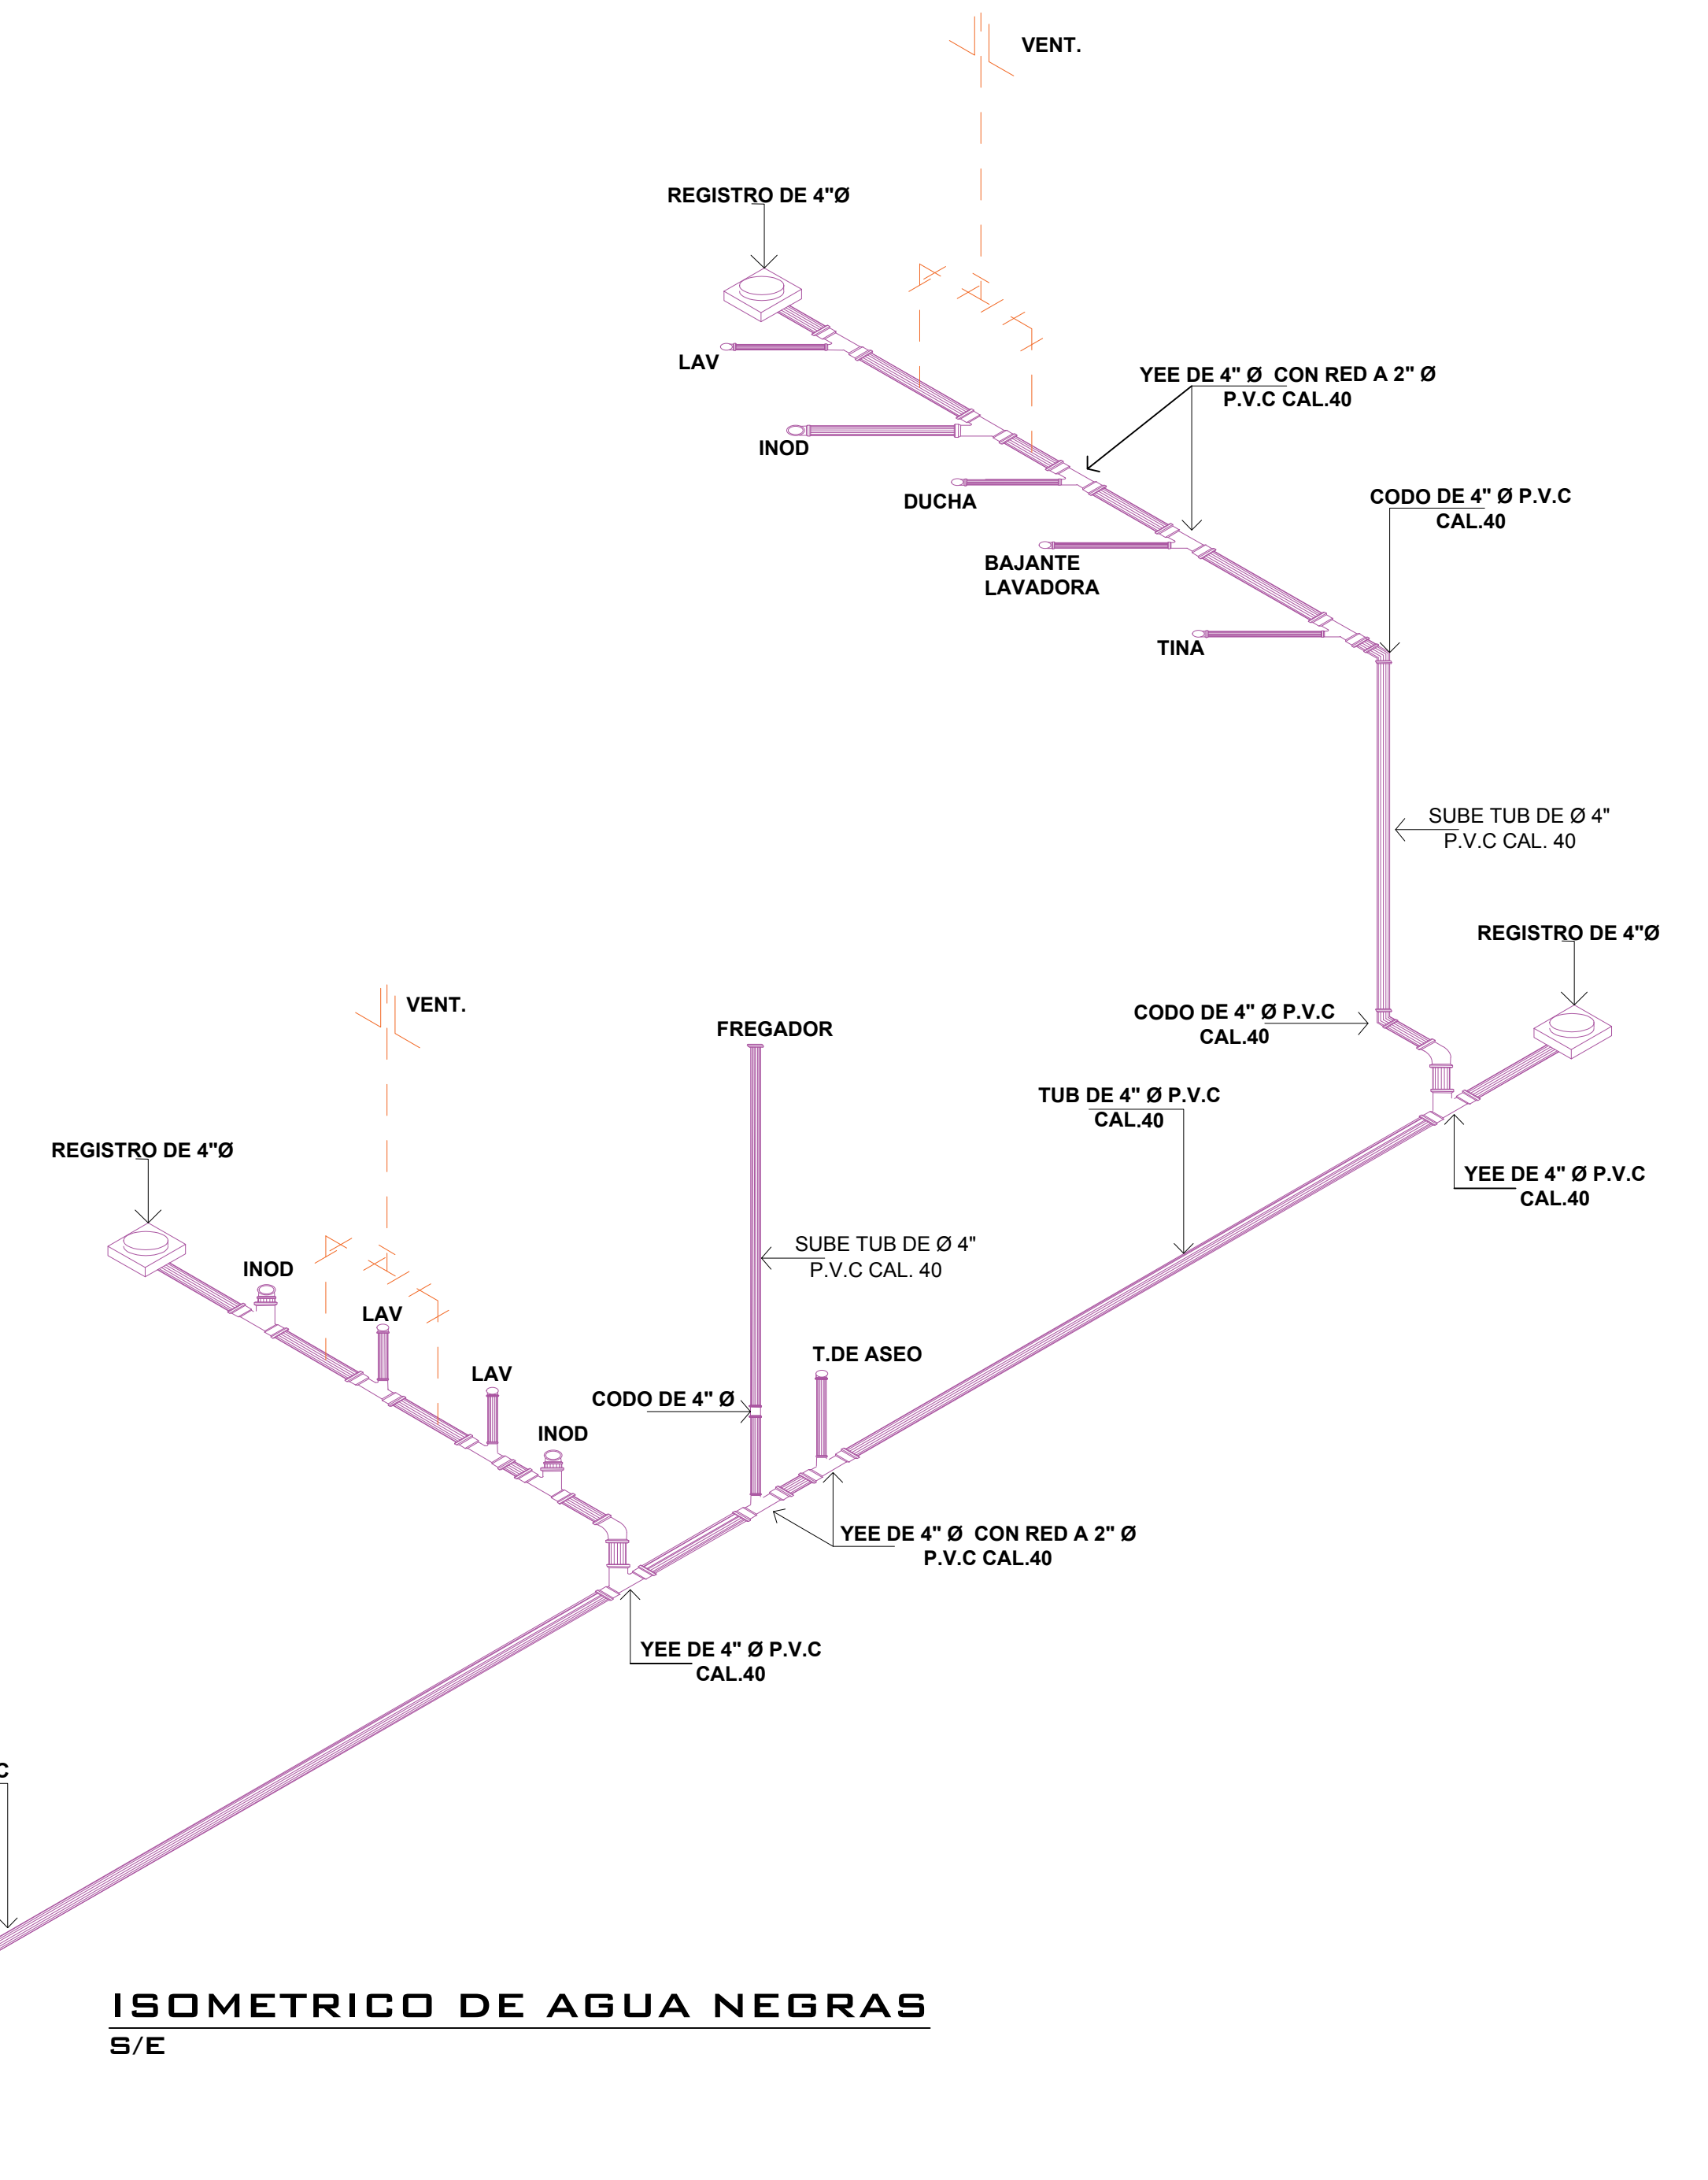 VENT.
REGISTRO DE 4"Ø
LAV
YEE DE 4" Ø CON RED A 2" Ø
P.V.C CAL.40
INOD
CODO DE 4" Ø P.V.C
CAL.40
DUCHA
BAJANTE
LAVADORA
TINA
SUBE TUB DE Ø 4"
P.V.C CAL. 40
REGISTRO DE 4"Ø
VENT.
CODO DE 4" Ø P.V.C
CAL.40
FREGADOR
TUB DE 4" Ø P.V.C
CAL.40
REGISTRO DE 4"Ø
YEE DE 4" Ø P.V.C
CAL.40
SUBE TUB DE Ø 4"
P.V.C CAL. 40
INOD
LAV
T.DE ASEO
LAV
CODO DE 4" Ø
INOD
YEE DE 4" Ø CON RED A 2" Ø
P.V.C CAL.40
YEE DE 4" Ø P.V.C
CAL.40
C
ISOMETRICO DE AGUA NEGRAS
S/E